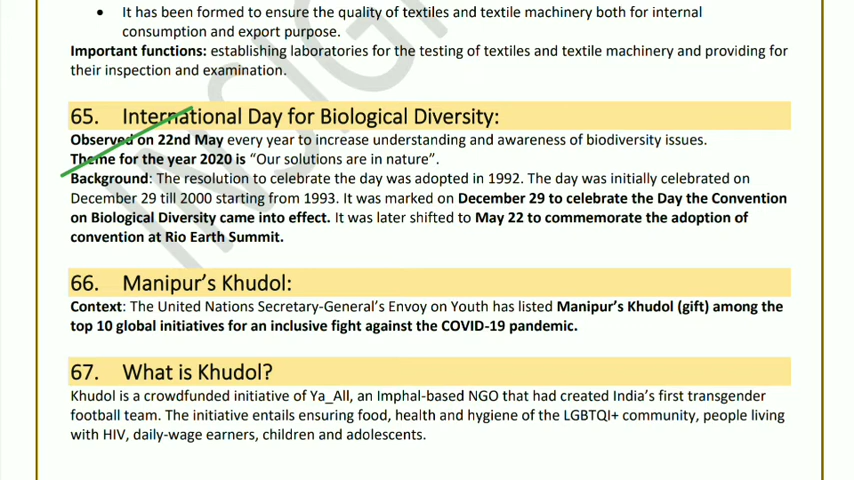 • It has been formed to ensure the quality of textiles and textile machinery both for internal
consumption and export purpose.
Important functions: establishing laboratories for the testing of textiles and textile machinery and providing for
their inspection and examination.
65. International Day for Biological Diversity:
Observed on 22nd May every year to increase understanding and awareness of biodiversity issues.
Theme for the year 2020 is “Our solutions are in nature”.
Background: The resolution to celebrate the day was adopted in 1992. The day was initially celebrated on
December 29 till 2000 starting from 1993. It was marked on December 29 to celebrate the Day the Convention
on Biological Diversity came into effect. It was later shifted to May 22 to commemorate the adoption of
convention at Rio Earth Summit.
66. Manipur’s Khudol:
Context: The United Nations Secretary-General’s Envoy on Youth has listed Manipur’s Khudol (gift) among the
top 10 global initiatives for an inclusive fight against the COVID-19 pandemic.
67. What is Khudol?
Khudol is a crowdfunded initiative of Ya_All, an Imphal-based NGO that had created India’s first transgender
football team. The initiative entails ensuring food, health and hygiene of the LGBTQI+ community, people living
with HIV, daily-wage earners, children and adolescents.